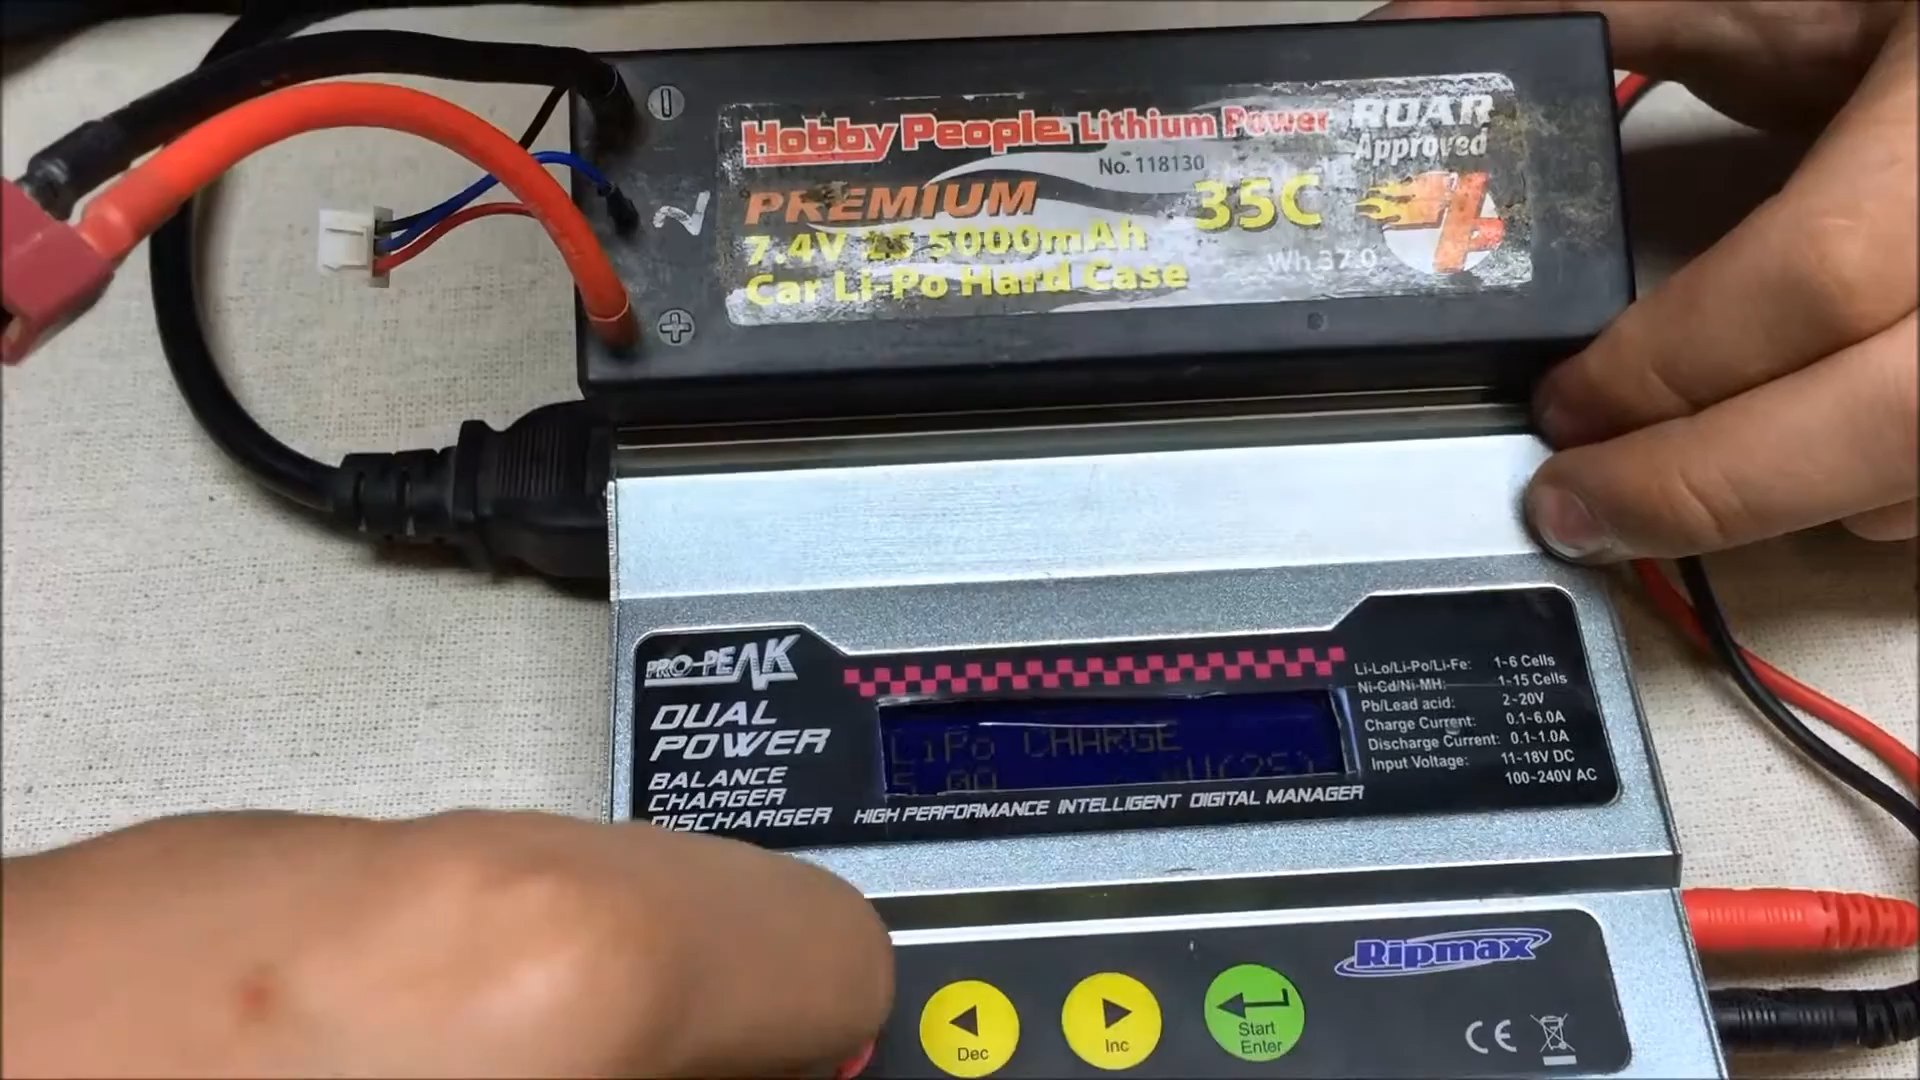 Hobby People Lithium Power
ROAR
Approved
No. 118130
PREMIUM
35C
7.4V 2S 5000mAh
Wh 37.0
Car Li-Po Hard Case
PRO-PEAK
DUAL
POWER
BALANCE
CHARGER
DISCHARGER
LiPo CHARGE
(2S)
HIGH PERFORMANCE INTELLIGENT DIGITAL MANAGER
Li-Lo/Li-Po/Li-Fe: 1~6 Cells
Ni-Cd/Ni-MH: 1~15 Cells
Pb/Lead acid: 2~20V
Charge Current: 0.1~6.0A
Discharge Current: 0.1~1.0A
Input Voltage: 11~18V DC
100~240V AC
Ripmax
Dec
Inc
Start
Enter
CE